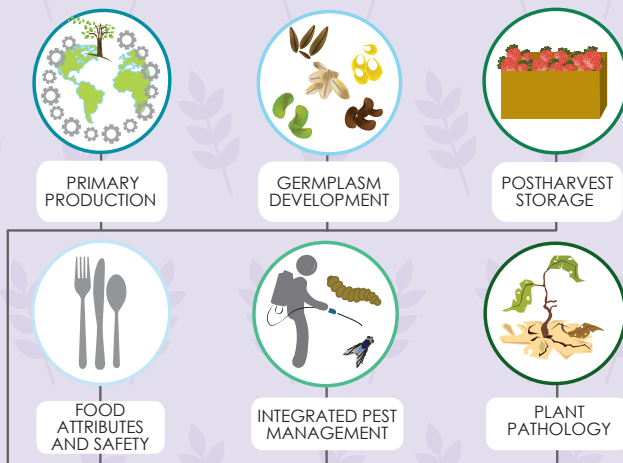 PRIMARY
PRODUCTION
GERMPLASM
DEVELOPMENT
POSTHARVEST
STORAGE
FOOD
ATTRIBUTES
AND SAFETY
INTEGRATED PEST
MANAGEMENT
PLANT
PATHOLOGY